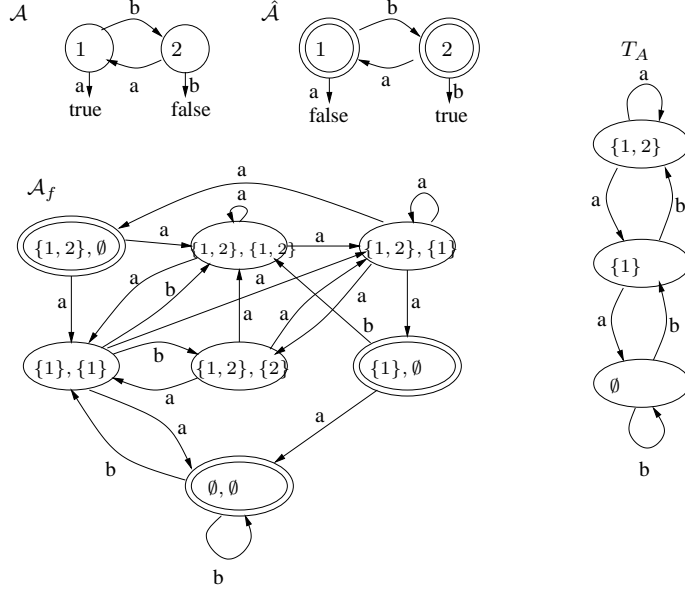 𝒜
b
Â
b
1
2
1
2
a
a
b
a
a
b
true
false
false
true
T_A
a
{1, 2}
a
b
{1}
a
b
∅
b
𝒜_f
a
a
a
{1, 2}, ∅
a
{1, 2}, {1, 2}
a
{1, 2}, {1}
a
a
b
a
a
a
a
a
b
{1}, {1}
b
{1, 2}, {2}
a
{1}, ∅
a
a
b
∅, ∅
b